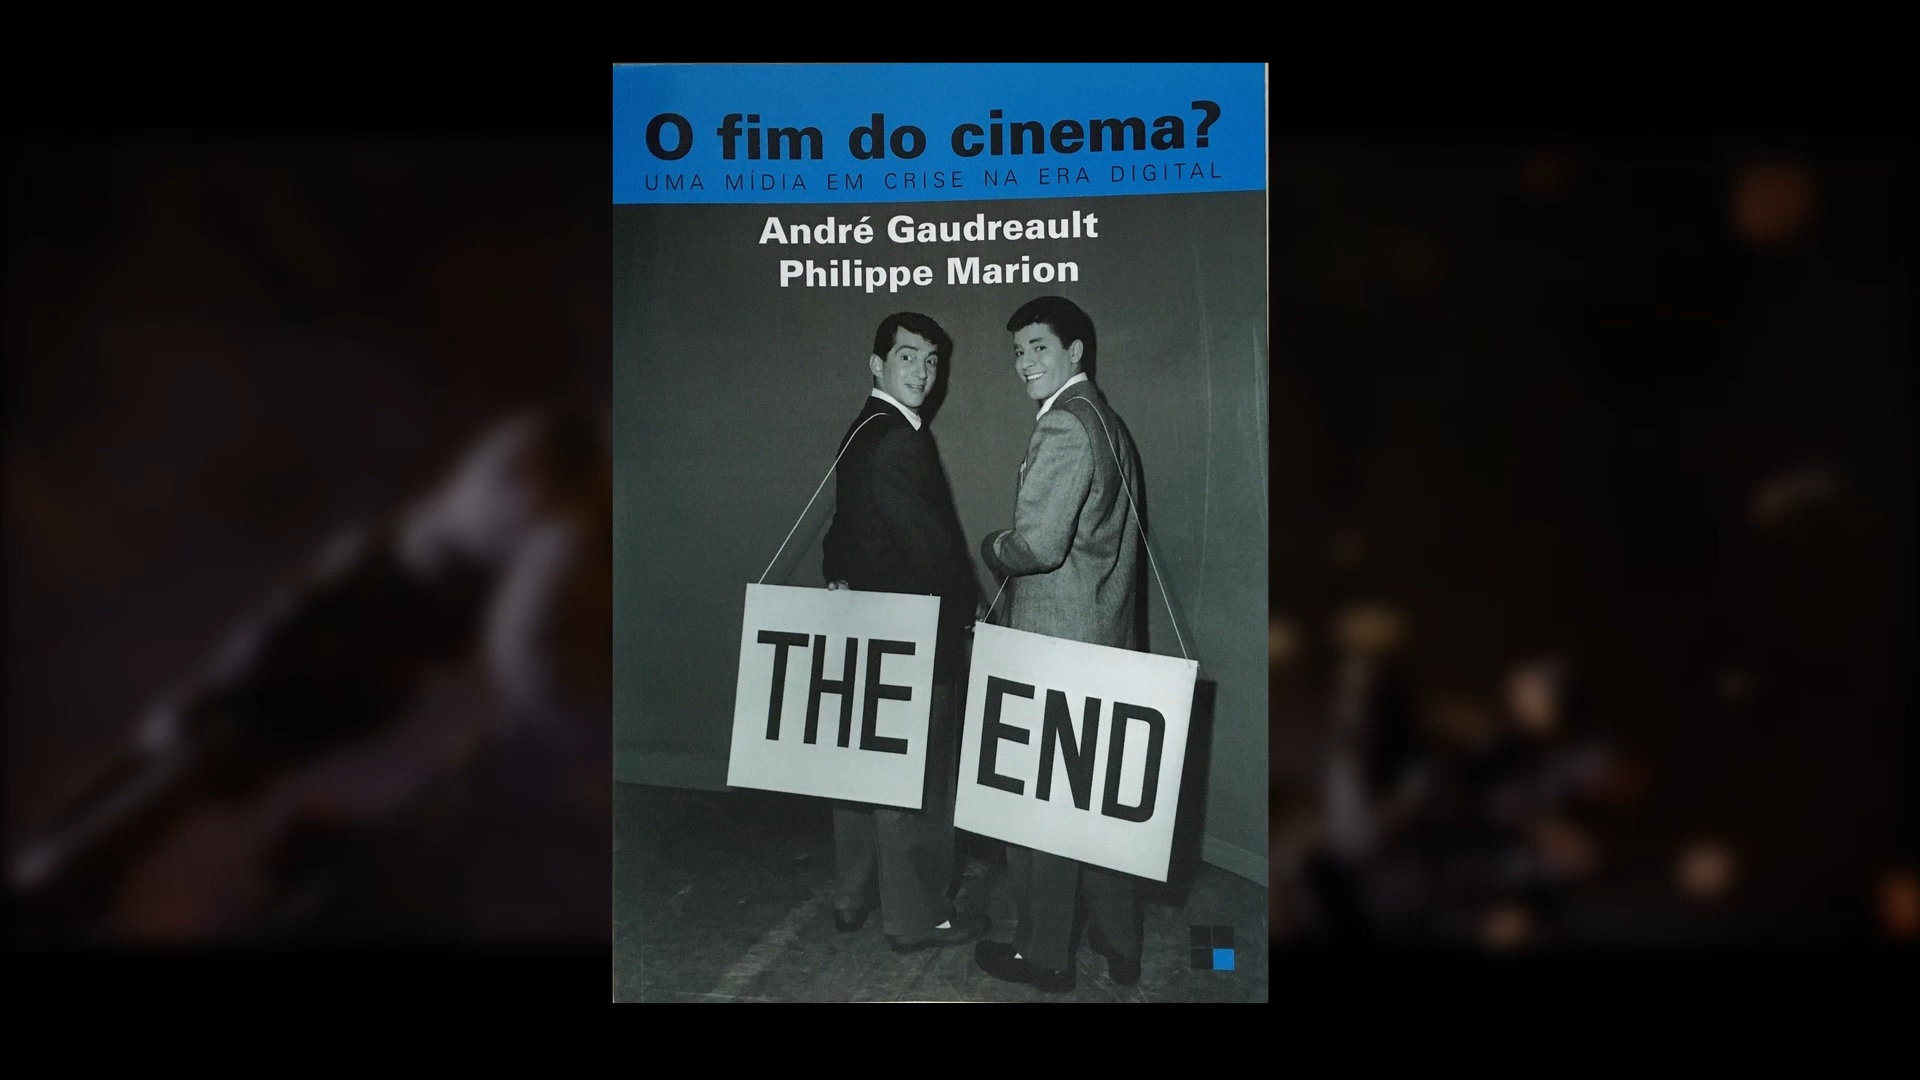 O fim do cinema?
UMA MÍDIA EM CRISE NA ERA DIGITAL
André Gaudreault
Philippe Marion
THE END